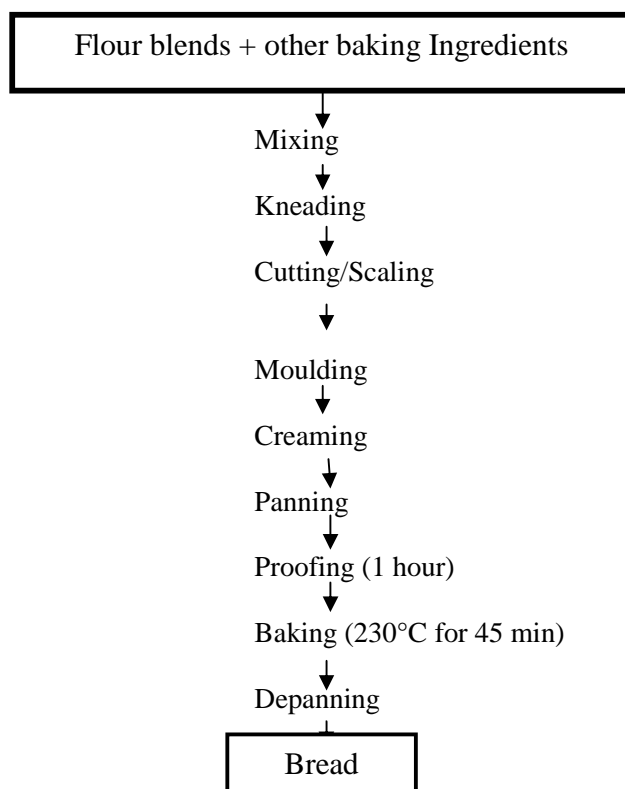 Flour blends + other baking Ingredients
Mixing
Kneading
Cutting/Scaling
Moulding
Creaming
Panning
Proofing (1 hour)
Baking (230°C for 45 min)
Depanning
Bread